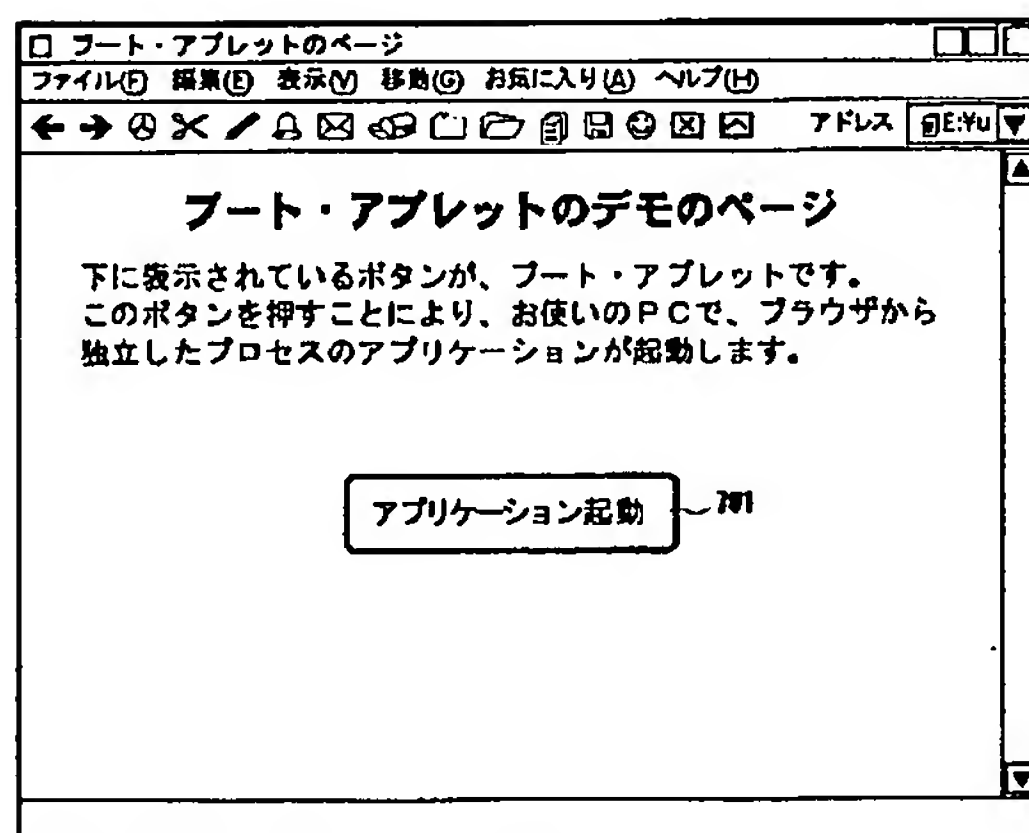 ブート・アプレットのページ
ファイル(F) 編集(E) 表示(V) 移動(G) お気に入り(A) ヘルプ(H)
アドレス E:¥u
ブート・アプレットのデモのページ
下に表示されているボタンが、ブート・アプレットです。
このボタンを押すことにより、お使いのPCで、ブラウザから
独立したプロセスのアプリケーションが起動します。
アプリケーション起動
701